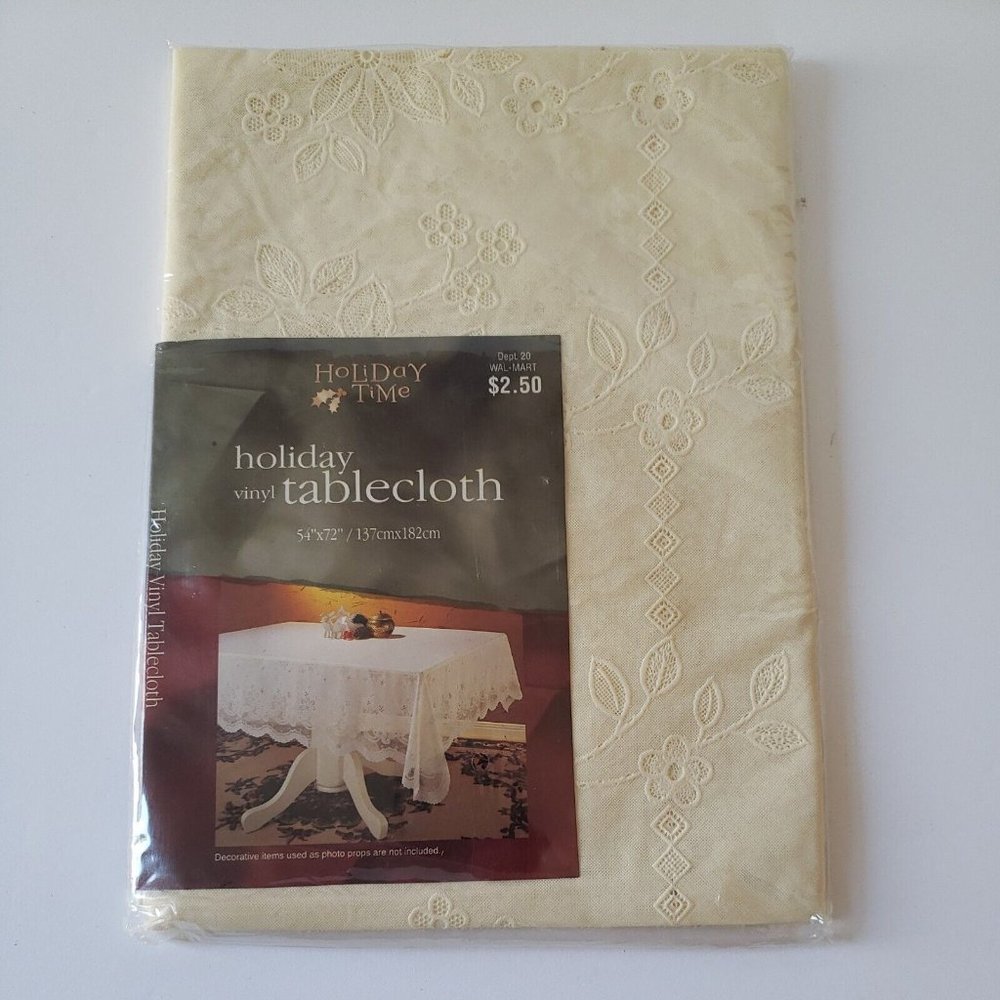 HOLIDAY
TIME
Dept. 20
WAL-MART
$2.50
holiday
vinyl tablecloth
54"x72" / 137cmx182cm
Holiday Vinyl Tablecloth
Decorative items used as photo props are not included.